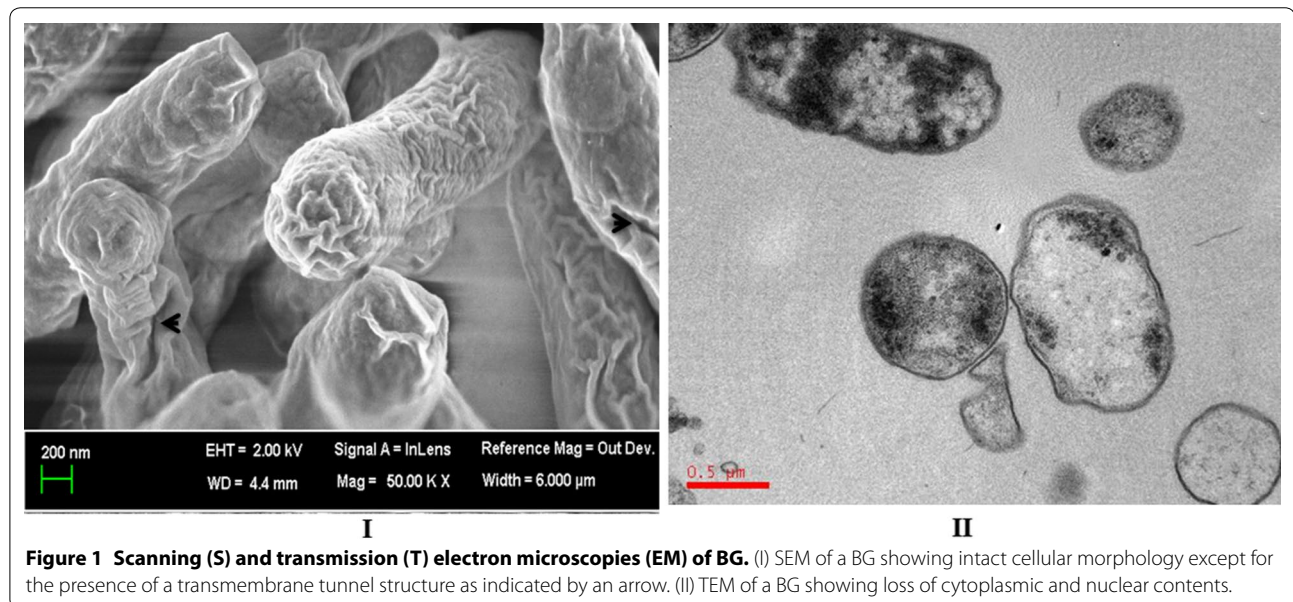 200 nm
EHT = 2.00 kV Signal A = InLens Reference Mag = Out Dev.
WD = 4.4 mm Mag = 50.00 K X Width = 6.000 µm
0.5 µm
I II
Figure 1 Scanning (S) and transmission (T) electron microscopies (EM) of BG. (I) SEM of a BG showing intact cellular morphology except for
the presence of a transmembrane tunnel structure as indicated by an arrow. (II) TEM of a BG showing loss of cytoplasmic and nuclear contents.